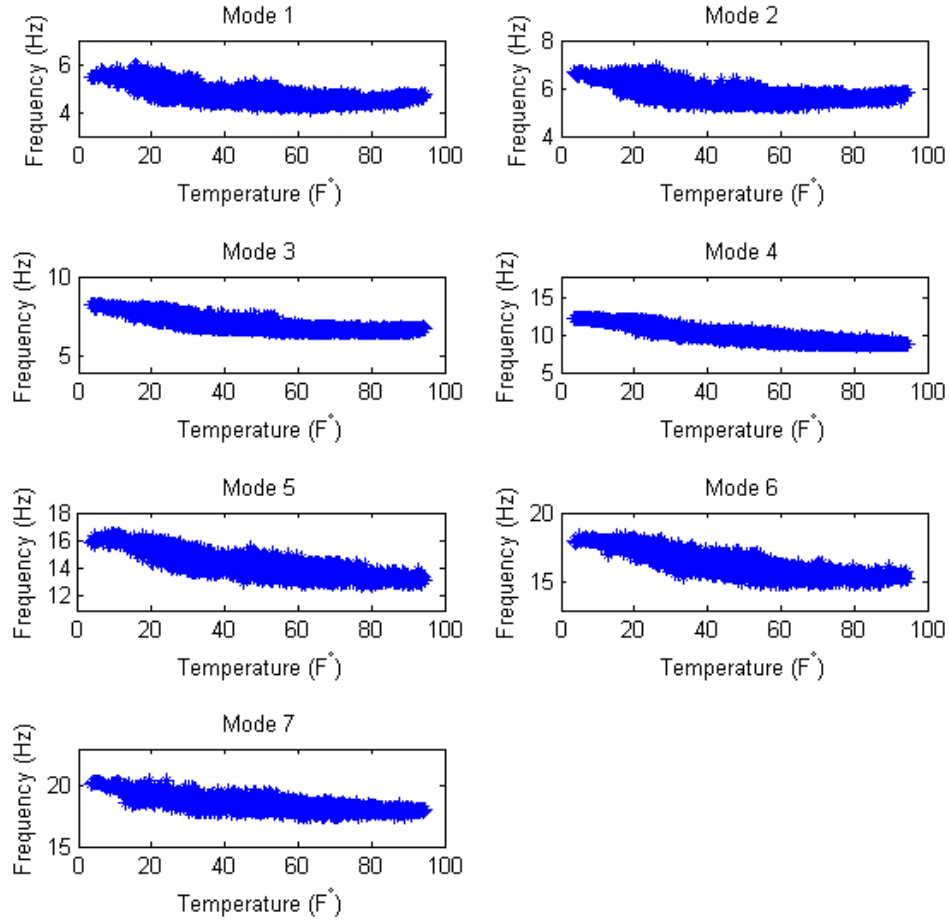 Mode 1
Frequency (Hz)
6
4
0 20 40 60 80 100
Temperature (F°)
Mode 2
Frequency (Hz)
8
6
4
0 20 40 60 80 100
Temperature (F°)
Mode 3
Frequency (Hz)
10
5
0 20 40 60 80 100
Temperature (F°)
Mode 4
Frequency (Hz)
15
10
5
0 20 40 60 80 100
Temperature (F°)
Mode 5
Frequency (Hz)
18
16
14
12
0 20 40 60 80 100
Temperature (F°)
Mode 6
Frequency (Hz)
20
15
0 20 40 60 80 100
Temperature (F°)
Mode 7
Frequency (Hz)
20
15
0 20 40 60 80 100
Temperature (F°)